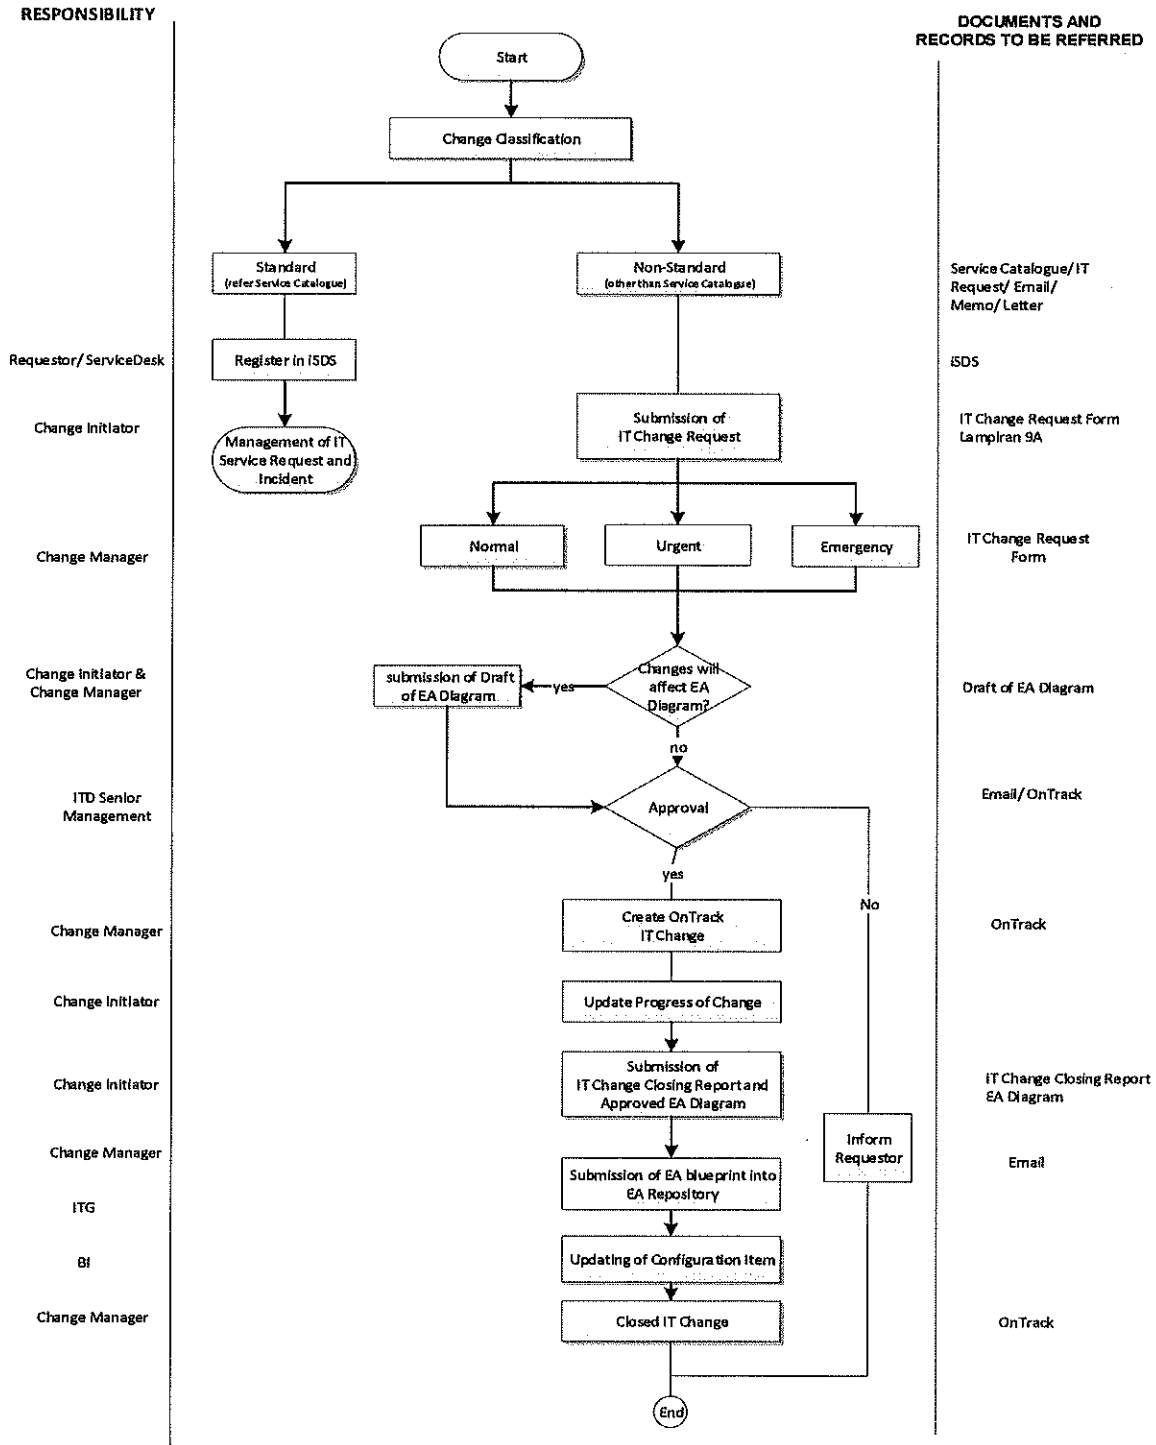 RESPONSIBILITY
DOCUMENTS AND
RECORDS TO BE REFERRED
Start
Change Classification
Standard
(refer Service Catalogue)
Non-Standard
(other than Service Catalogue)
Service Catalogue/ IT
Request/ Email/
Memo/ Letter
Requestor/ ServiceDesk
Register in iSDS
iSDS
Change Initiator
Management of IT
Service Request and
Incident
Submission of
IT Change Request
IT Change Request Form
Lampiran 9A
Change Manager
Normal
Urgent
Emergency
IT Change Request
Form
Change Initiator &
Change Manager
submission of Draft
of EA Diagram
yes
Changes will
affect EA
Diagram?
Draft of EA Diagram
no
ITD Senior
Management
Approval
Email/ OnTrack
yes
No
Change Manager
Create OnTrack
IT Change
OnTrack
Change Initiator
Update Progress of Change
Change Initiator
Submission of
IT Change Closing Report and
Approved EA Diagram
IT Change Closing Report
EA Diagram
Change Manager
Inform
Requestor
Email
Submission of EA blueprint into
EA Repository
ITG
BI
Updating of Configuration Item
Change Manager
Closed IT Change
OnTrack
End